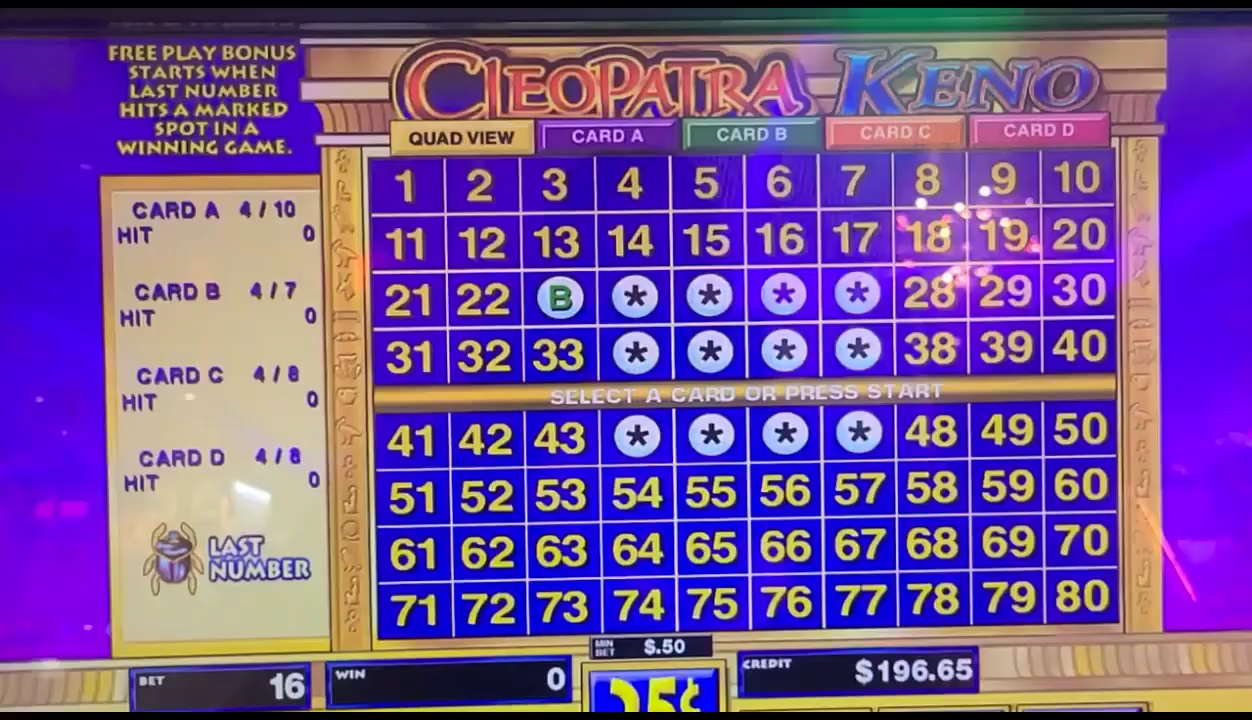 FREE PLAY BONUS
STARTS WHEN
LAST NUMBER
HITS A MARKED
SPOT IN A
WINNING GAME.
CLEOPATRA KENO
QUAD VIEW CARD A CARD B CARD C CARD D
CARD A 4/10
HIT 0
CARD B 4/7
HIT 0
CARD C 4/8
HIT 0
CARD D 4/8
HIT 0
LAST
NUMBER
1 2 3 4 5 6 7 8 9 10
11 12 13 14 15 16 17 18 19 20
21 22 B * * * * 28 29 30
31 32 33 * * * * 38 39 40
SELECT A CARD OR PRESS START
41 42 43 * * * * 48 49 50
51 52 53 54 55 56 57 58 59 60
61 62 63 64 65 66 67 68 69 70
71 72 73 74 75 76 77 78 79 80
MIN BET $.50
BET 16
WIN 0
25¢
CREDIT $196.65